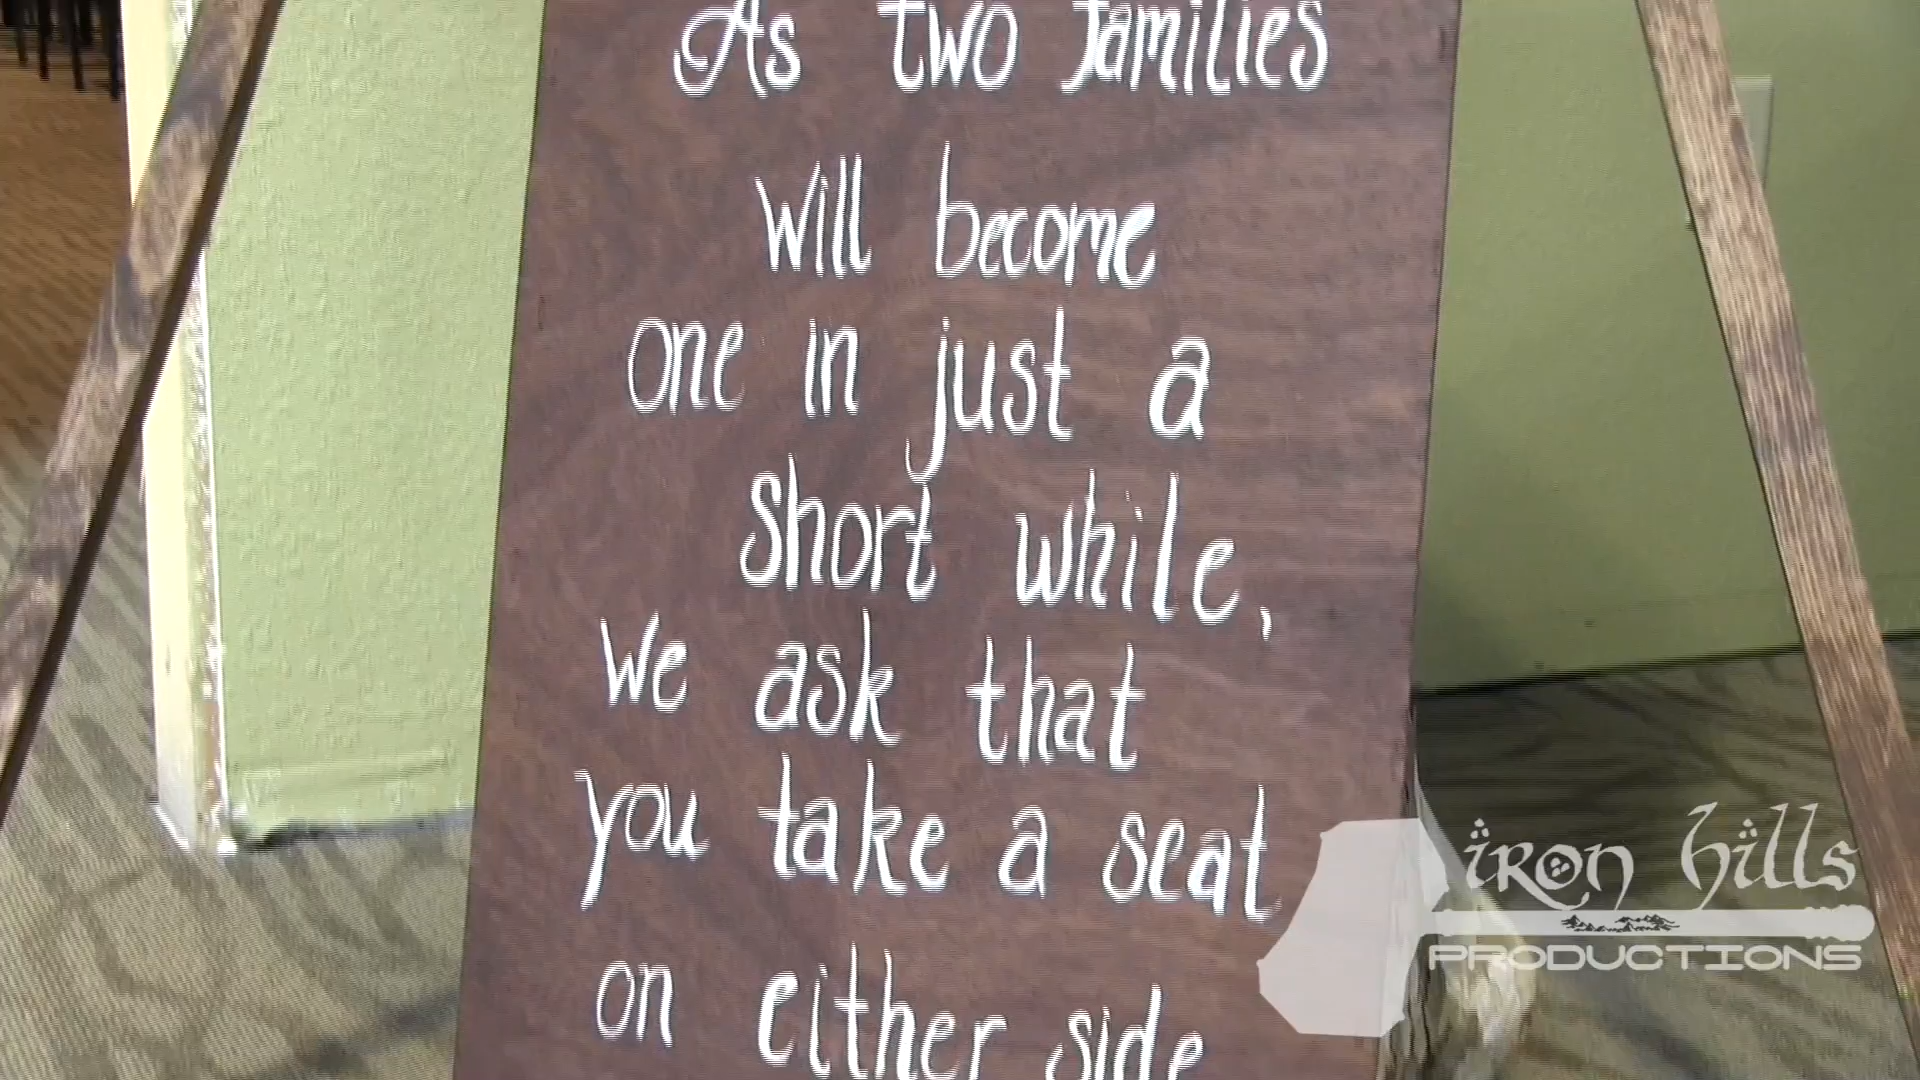 As two families
will become
one in just a
short while,
We ask that
you take a seat
on either side
iron hills
PRODUCTIONS